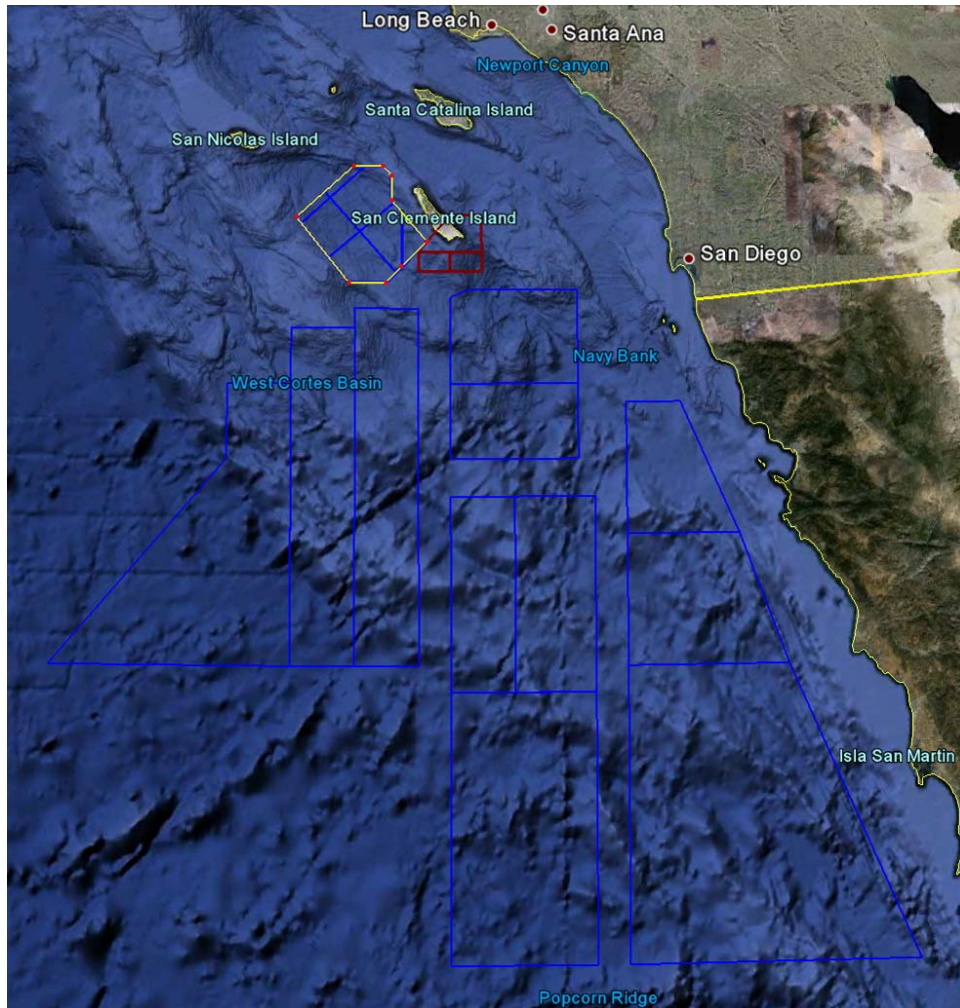 Long Beach
Santa Ana
Newport Canyon
Santa Catalina Island
San Nicolas Island
San Clemente Island
San Diego
Navy Bank
West Cortes Basin
Isla San Martin
Popcorn Ridge